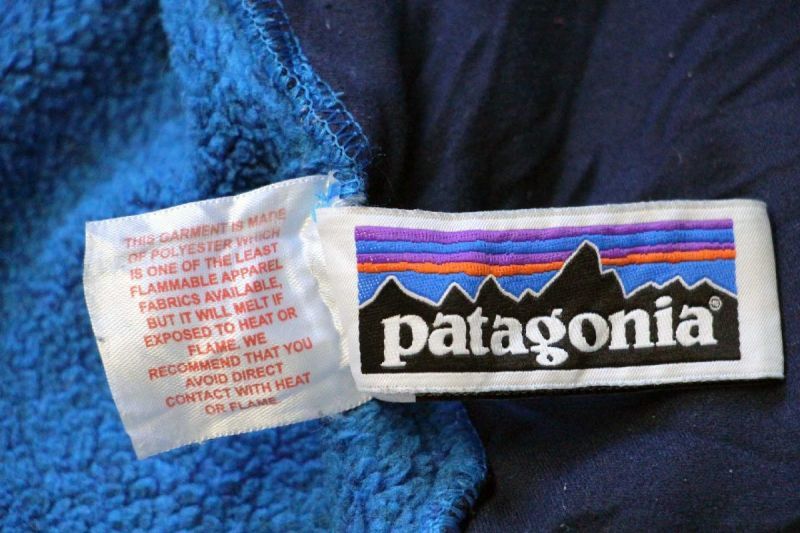 THIS GARMENT IS MADE
OF POLYESTER WHICH
IS ONE OF THE LEAST
FLAMMABLE APPAREL
FABRICS AVAILABLE,
BUT IT WILL MELT IF
EXPOSED TO HEAT OR
FLAME. WE
RECOMMEND THAT YOU
AVOID DIRECT
CONTACT WITH HEAT
OR FLAME
patagonia®